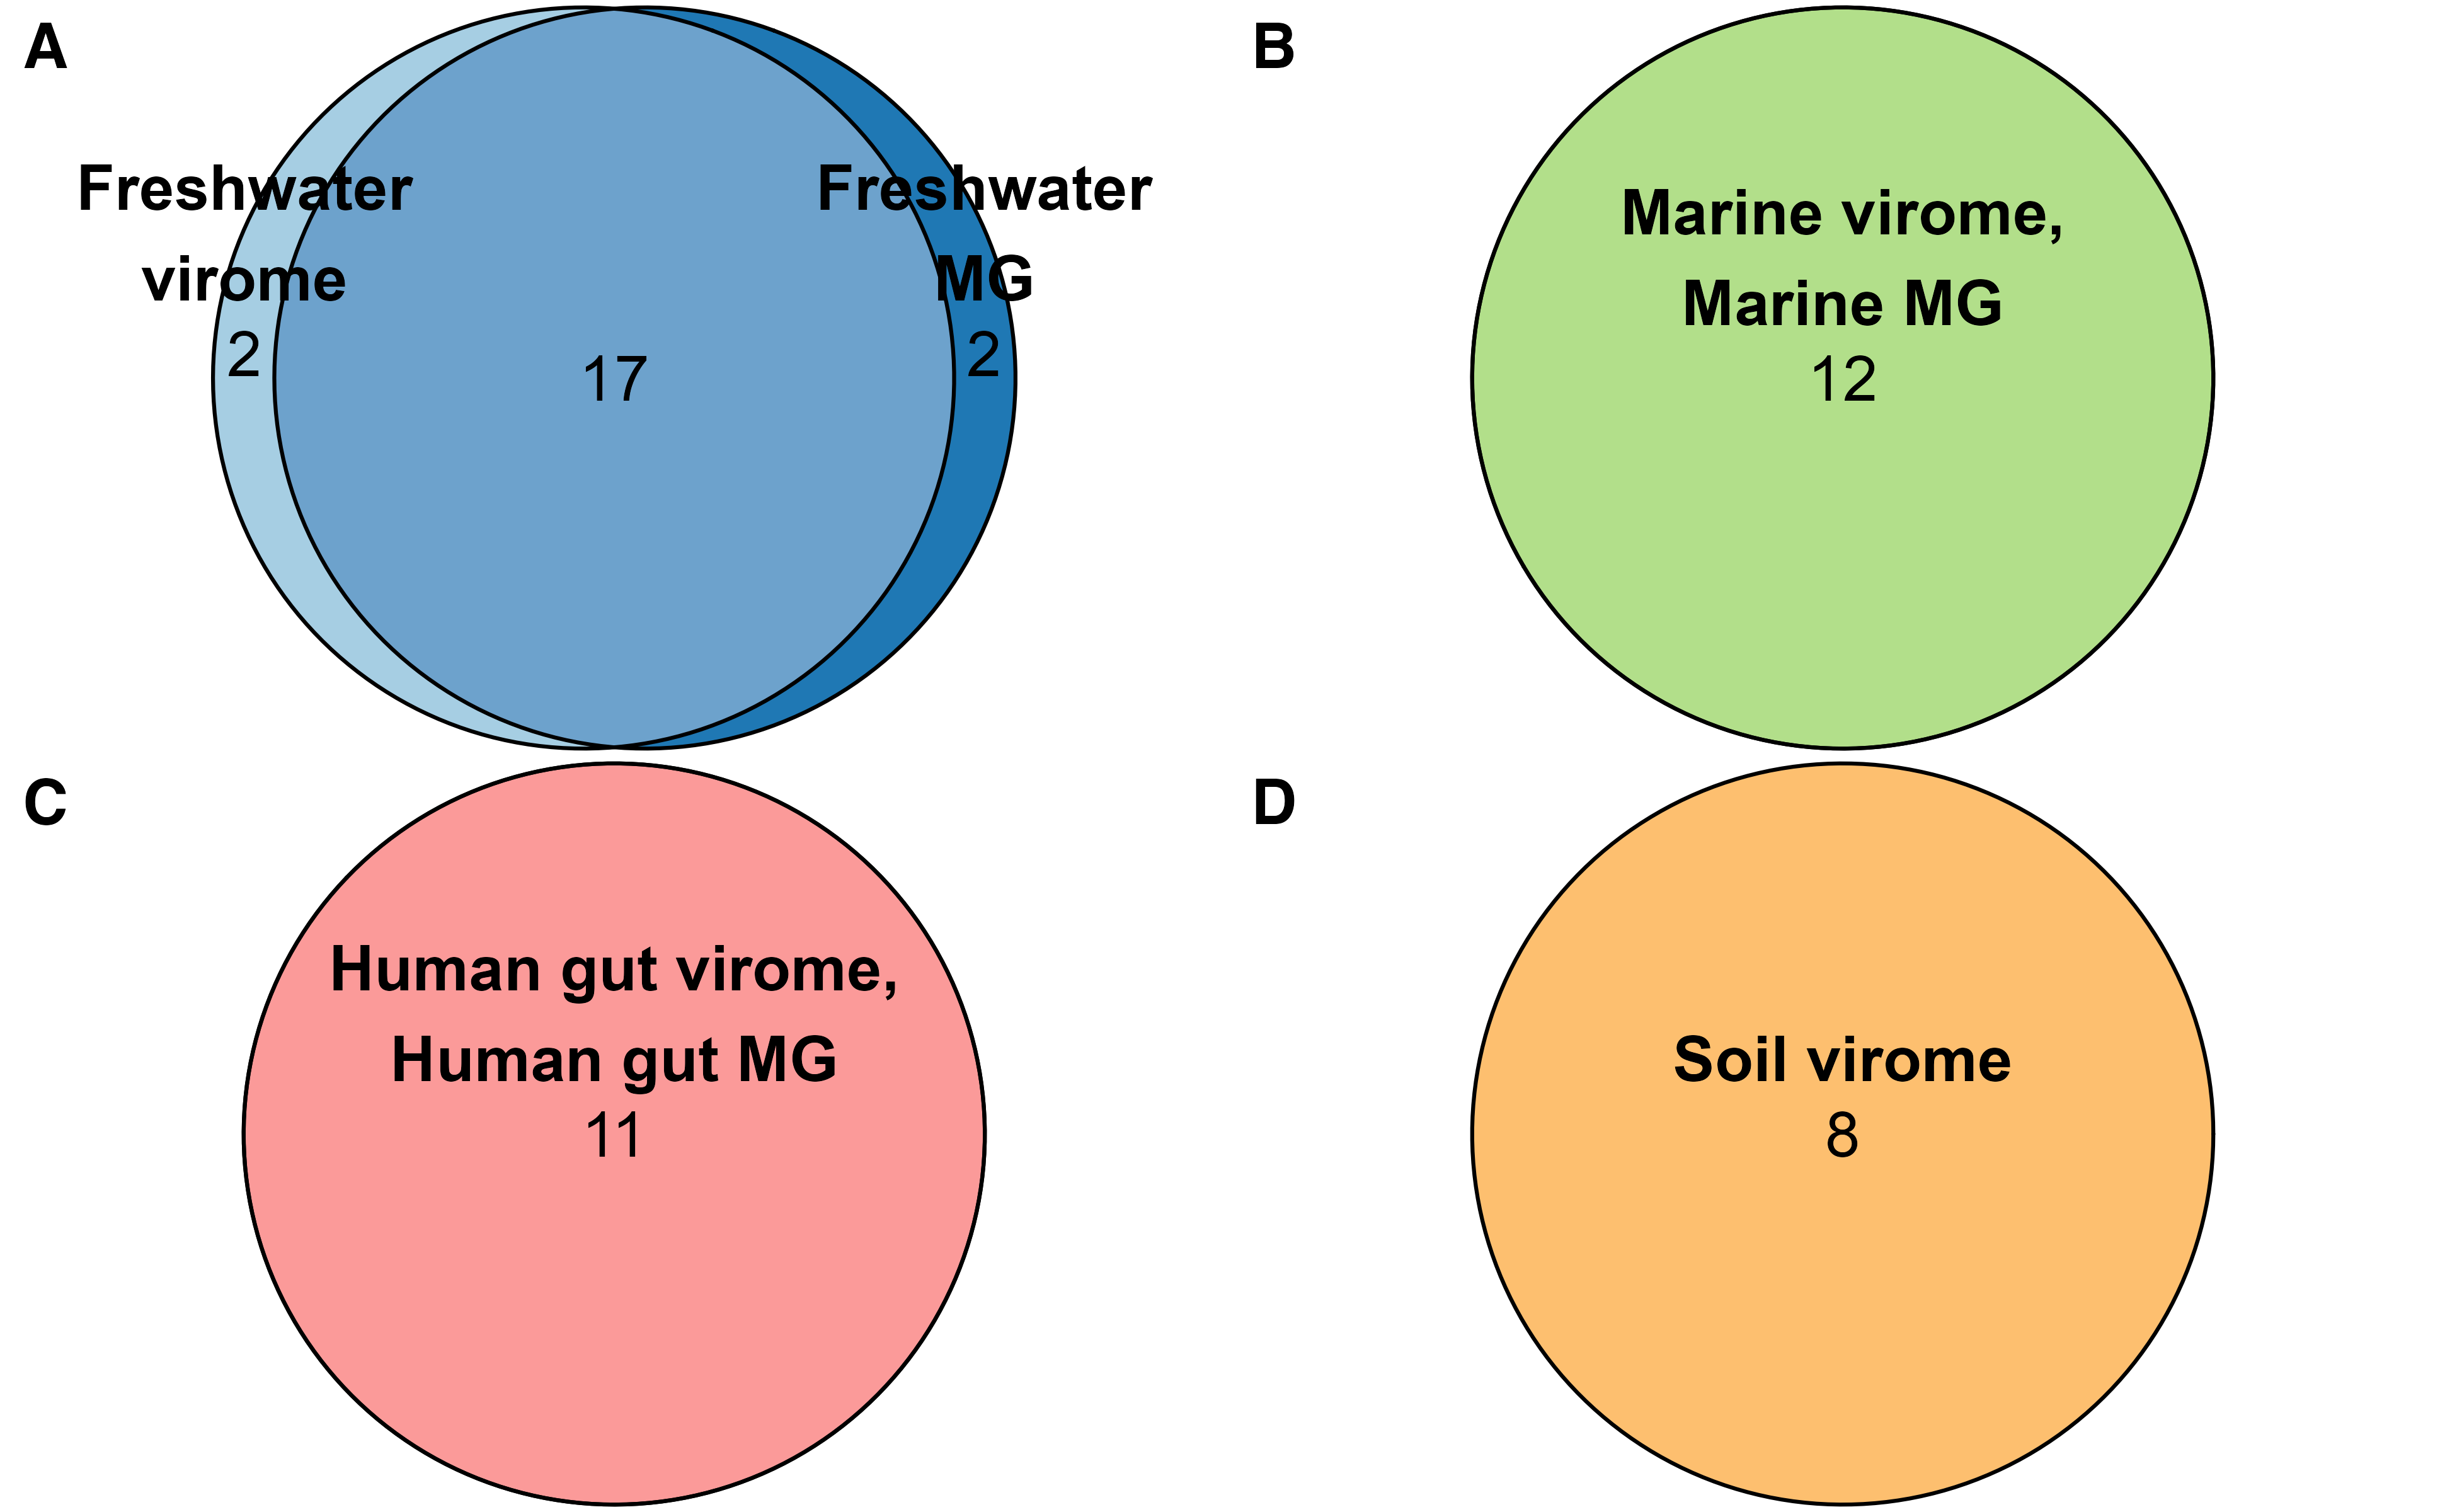 A
Freshwater
virome
2
17
Freshwater
MG
2
B
Marine virome,
Marine MG
12
C
Human gut virome,
Human gut MG
11
D
Soil virome
8